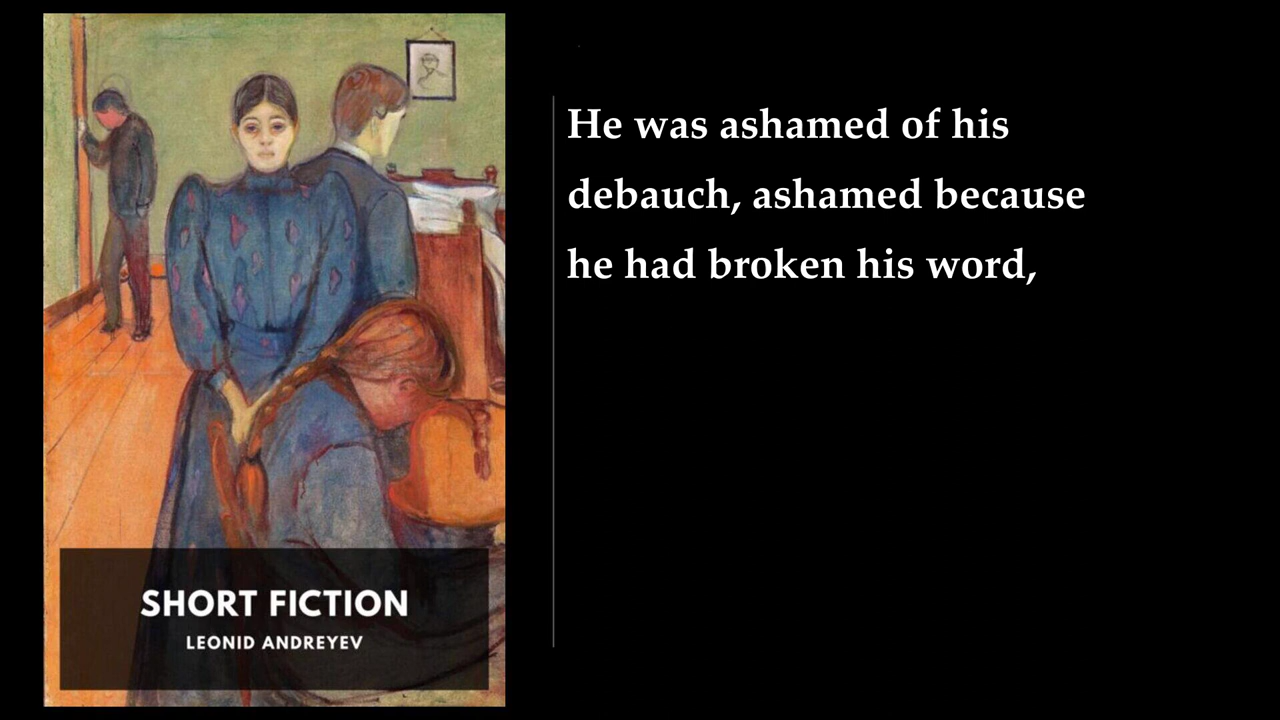 SHORT FICTION
LEONID ANDREYEV
He was ashamed of his
debauch, ashamed because
he had broken his word,